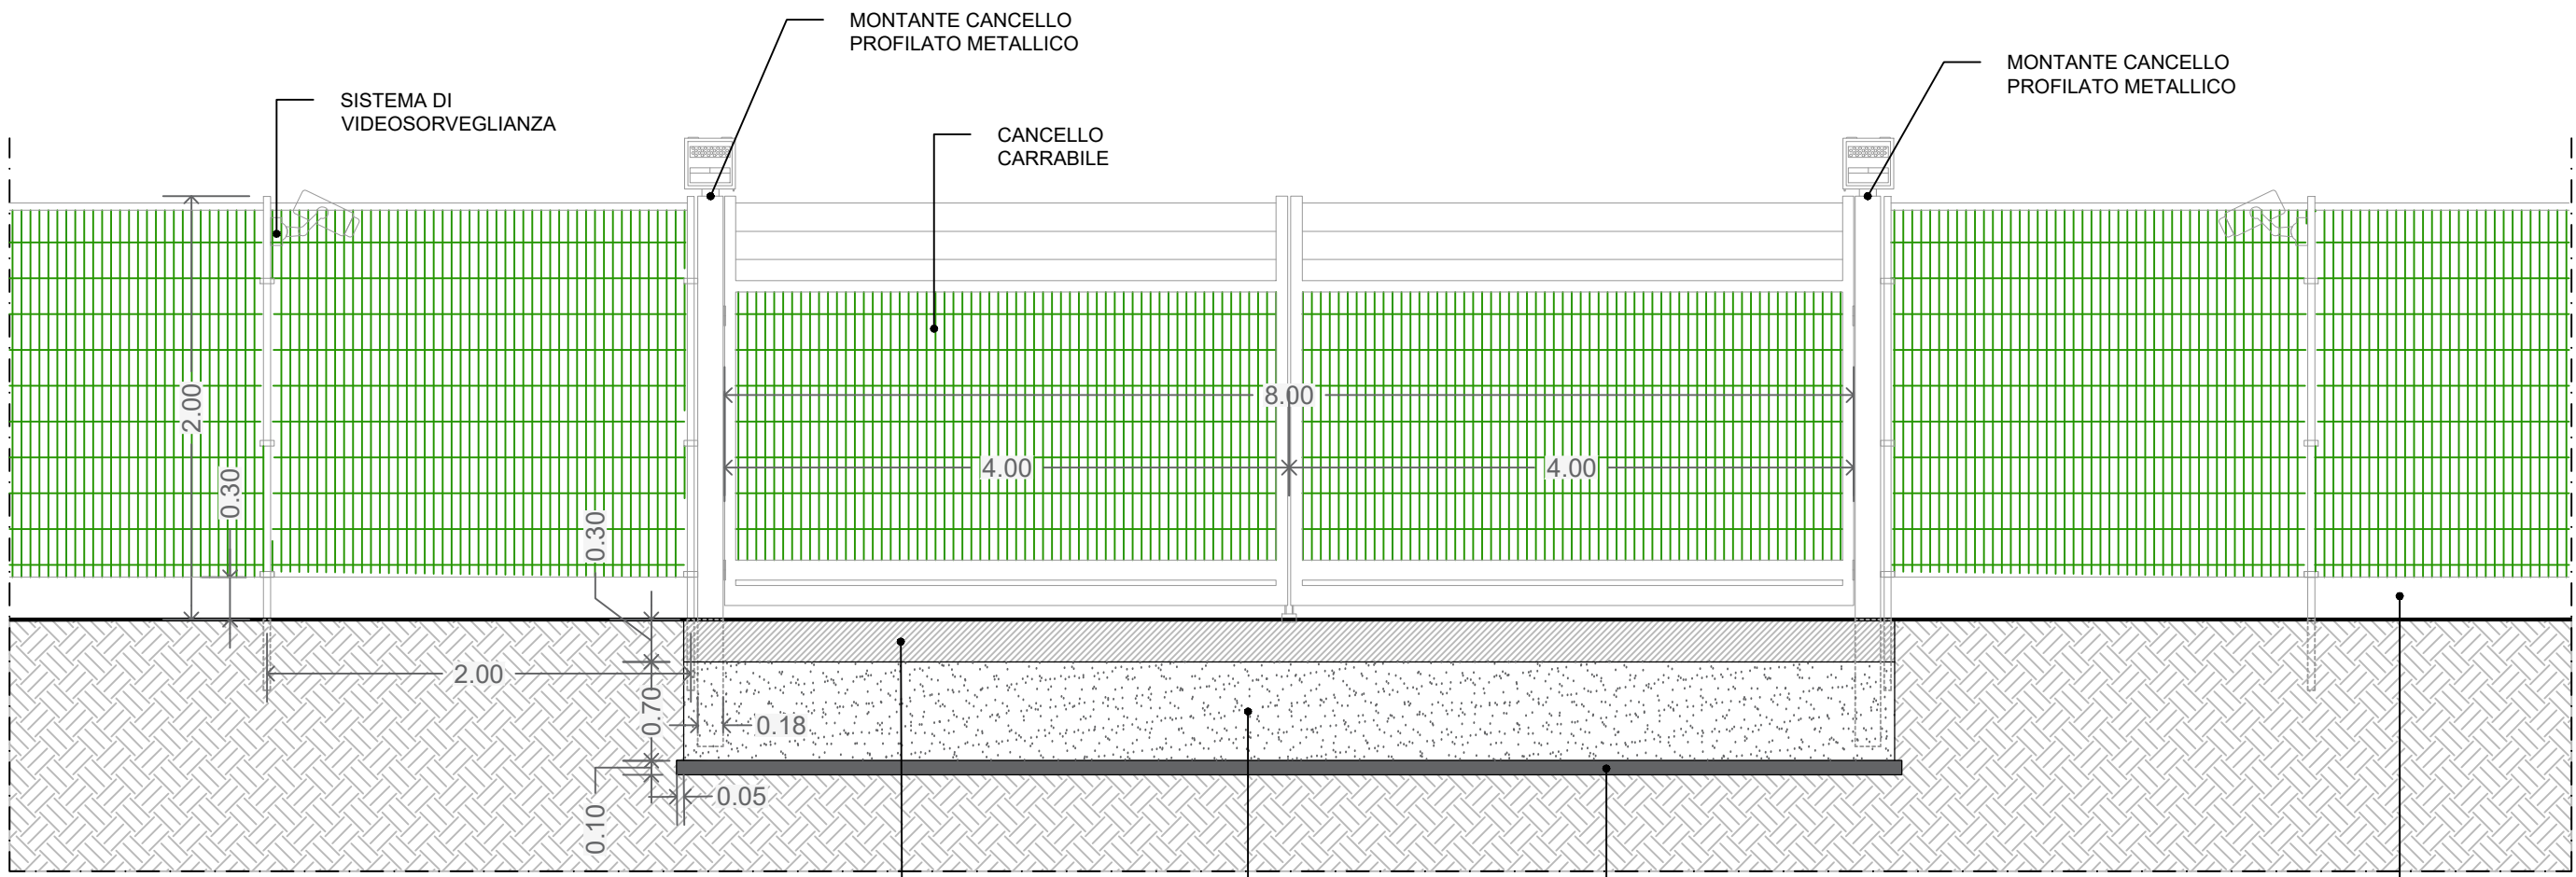 MONTANTE CANCELLO
PROFILATO METALLICO
MONTANTE CANCELLO
PROFILATO METALLICO
SISTEMA DI
VIDEOSORVEGLIANZA
CANCELLO
CARRABILE
2.00
0.30
8.00
4.00
4.00
0.30
2.00
0.70
0.18
0.05
0.10